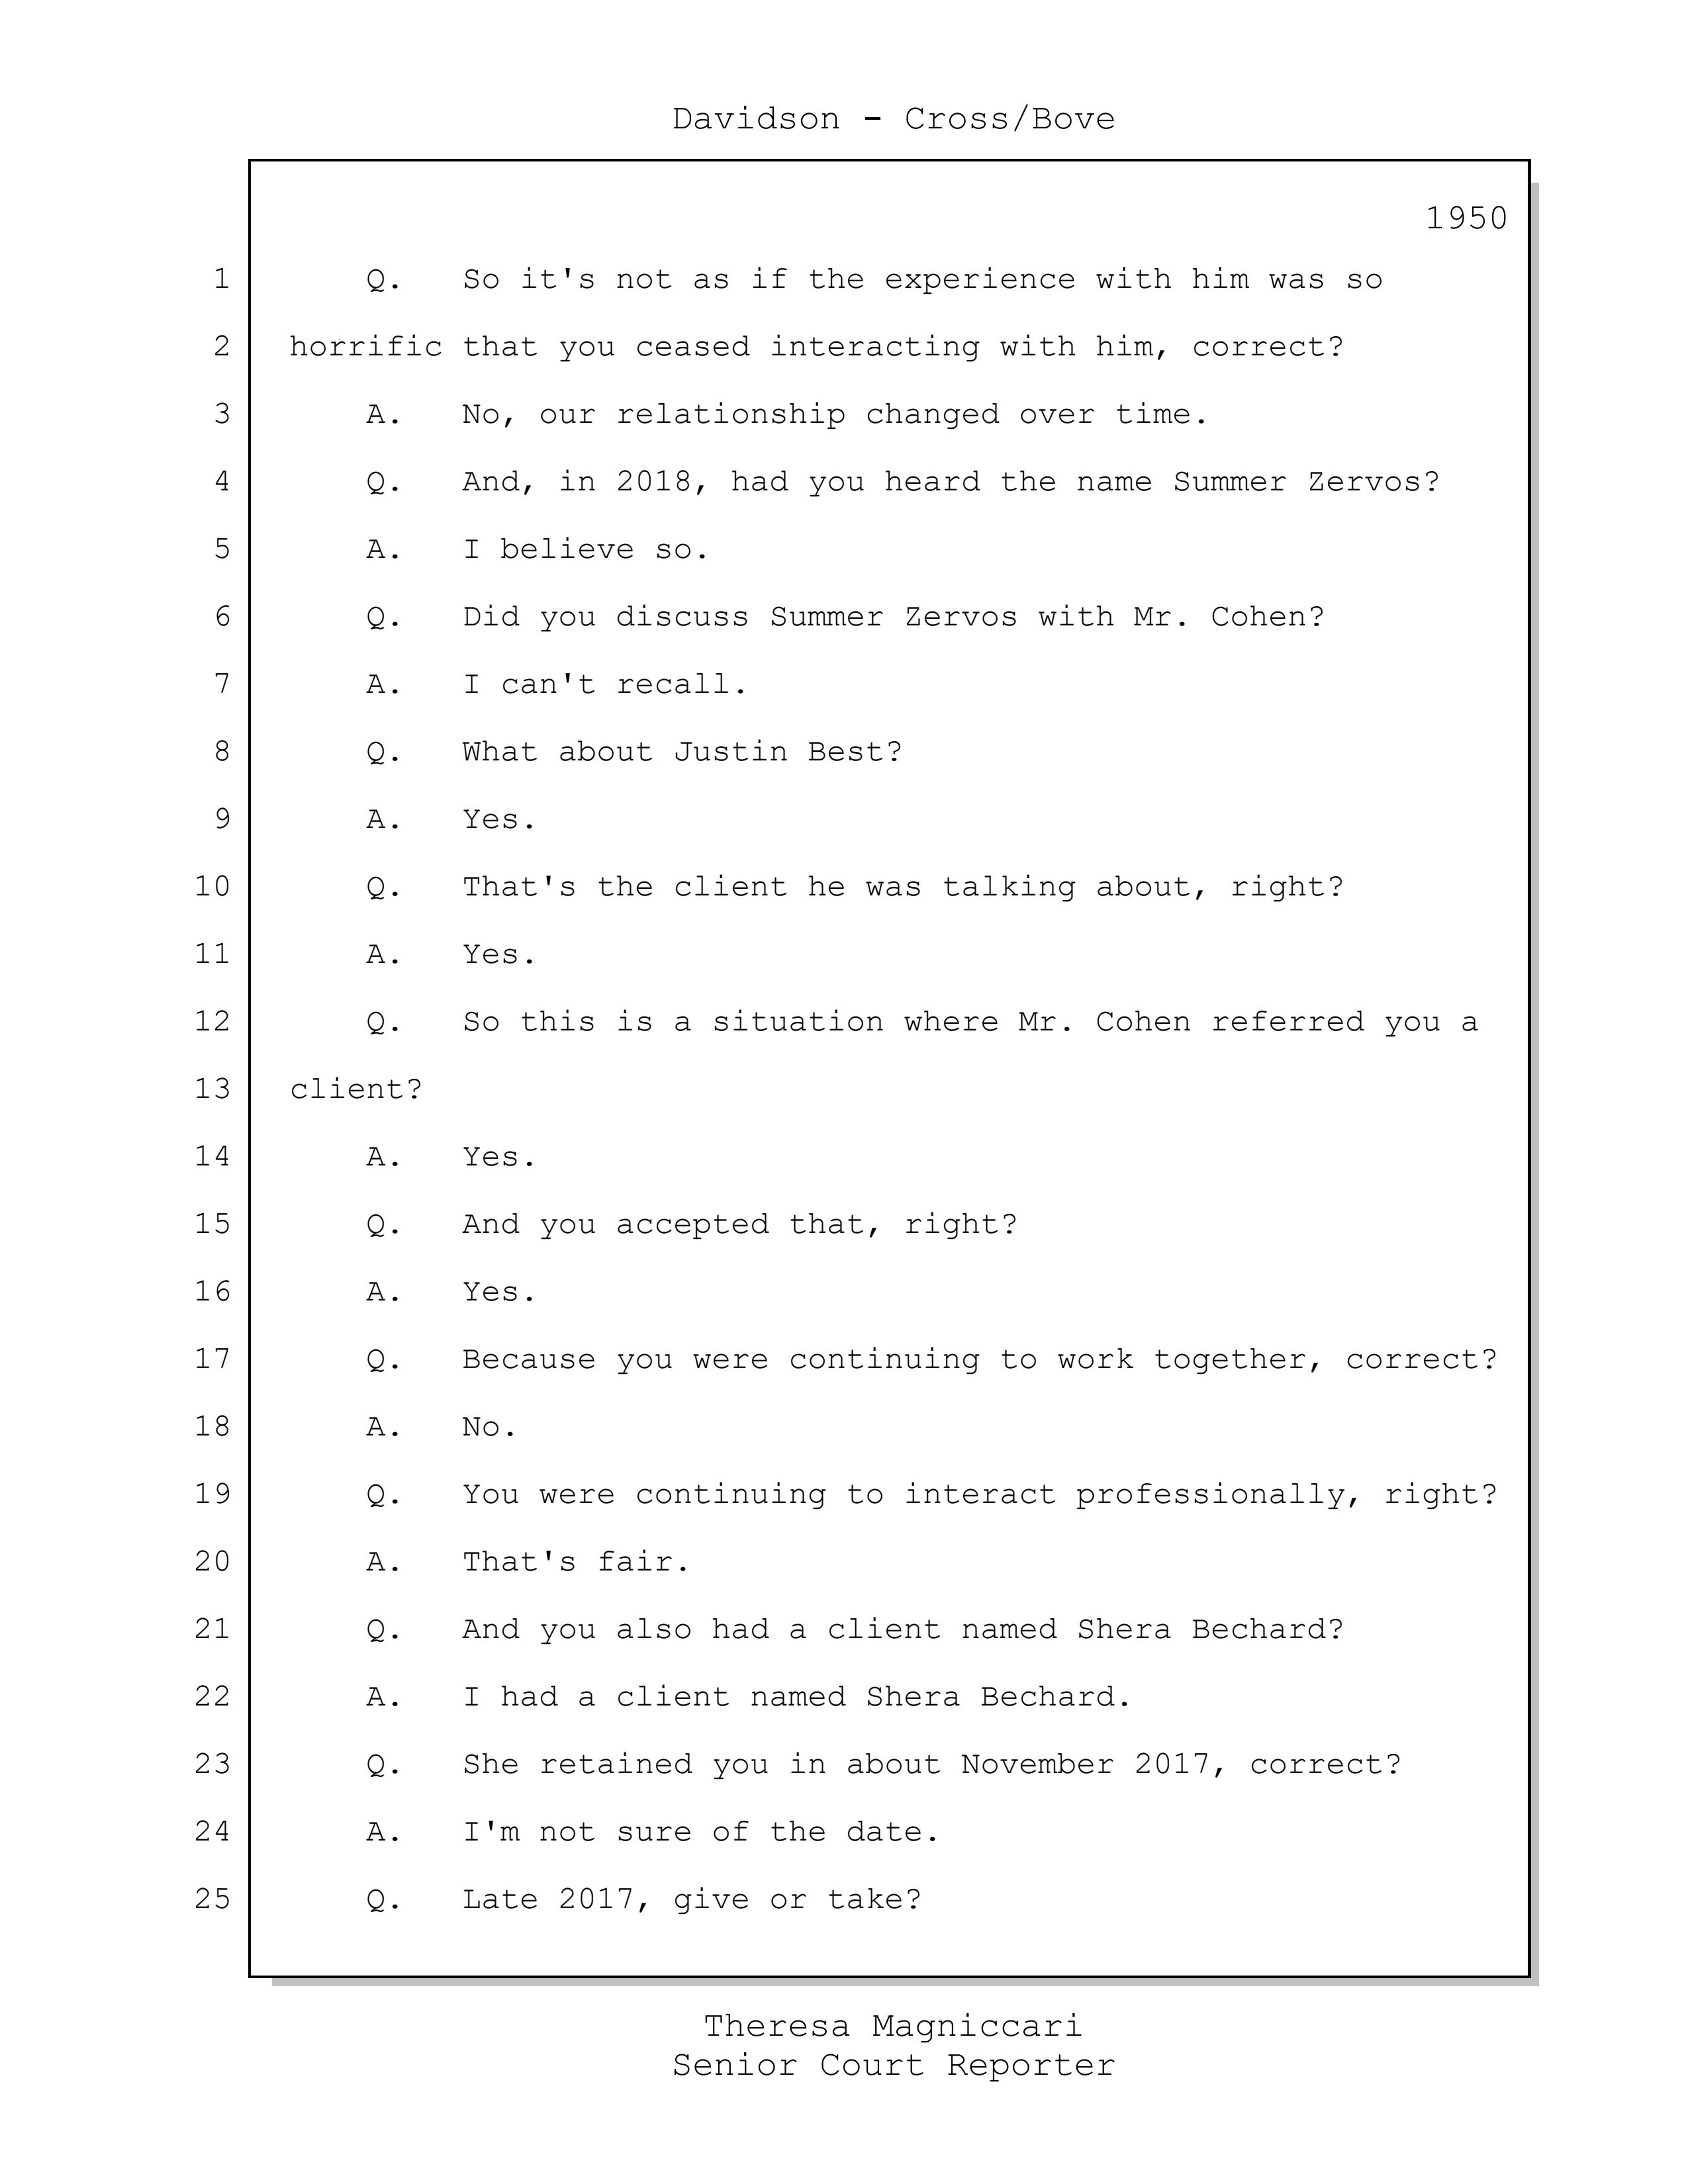 Davidson - Cross/Bove
1950
1 Q. So it's not as if the experience with him was so
2 horrific that you ceased interacting with him, correct?
3 A. No, our relationship changed over time.
4 Q. And, in 2018, had you heard the name Summer Zervos?
5 A. I believe so.
6 Q. Did you discuss Summer Zervos with Mr. Cohen?
7 A. I can't recall.
8 Q. What about Justin Best?
9 A. Yes.
10 Q. That's the client he was talking about, right?
11 A. Yes.
12 Q. So this is a situation where Mr. Cohen referred you a
13 client?
14 A. Yes.
15 Q. And you accepted that, right?
16 A. Yes.
17 Q. Because you were continuing to work together, correct?
18 A. No.
19 Q. You were continuing to interact professionally, right?
20 A. That's fair.
21 Q. And you also had a client named Shera Bechard?
22 A. I had a client named Shera Bechard.
23 Q. She retained you in about November 2017, correct?
24 A. I'm not sure of the date.
25 Q. Late 2017, give or take?
Theresa Magniccari
Senior Court Reporter